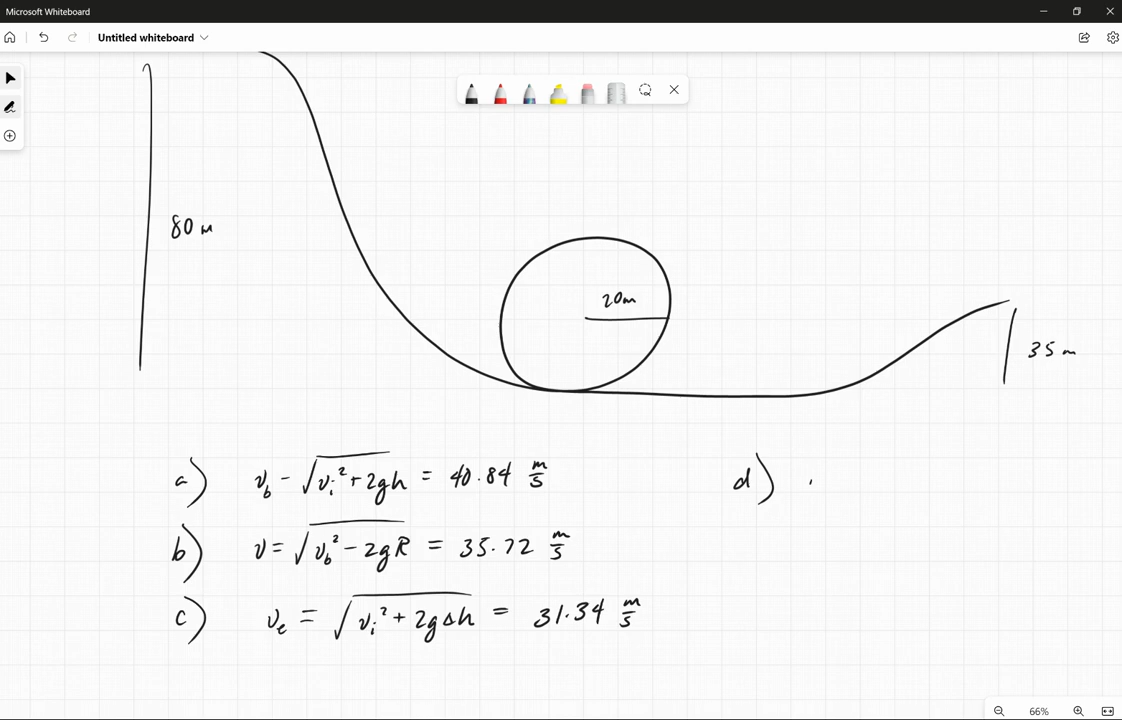 Microsoft Whiteboard
Untitled whiteboard
80 m
20m
35 m
a) v_b - √(v_i² + 2gh) = 40.84 m/s
b) v = √(v_b² - 2gR) = 35.72 m/s
c) v_e = √(v_i² + 2gΔh) = 31.34 m/s
d)
66%